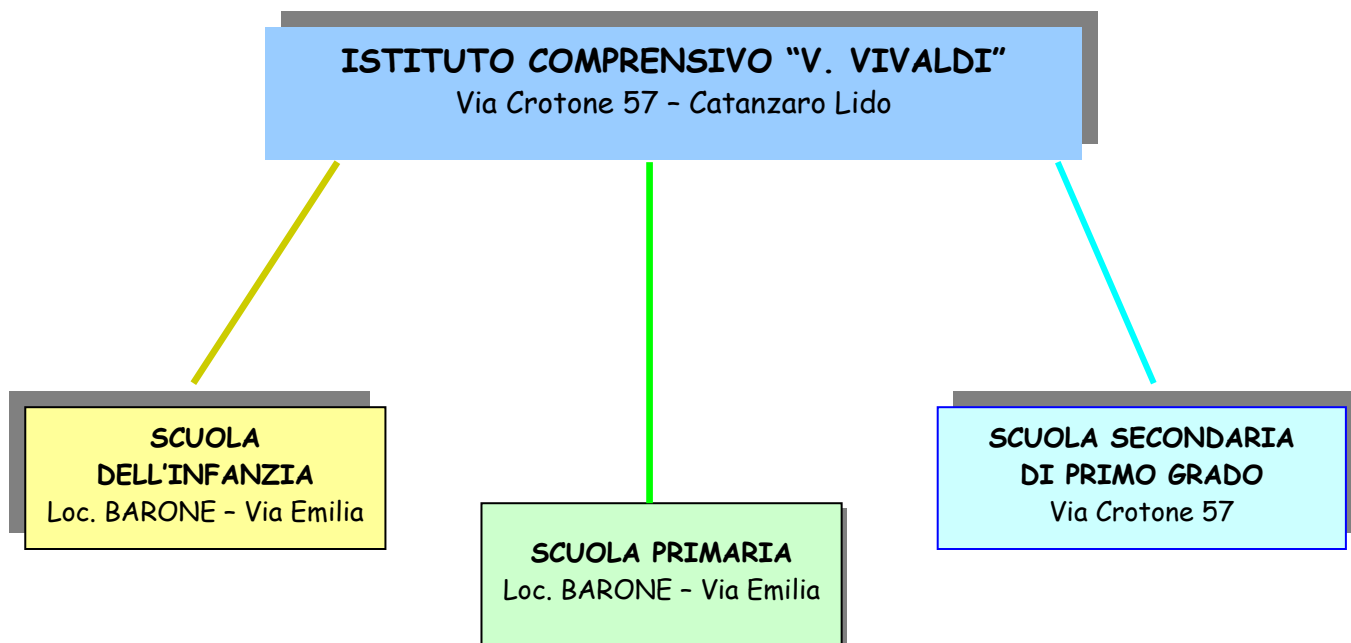 ISTITUTO COMPRENSIVO “V. VIVALDI”
Via Crotone 57 – Catanzaro Lido
SCUOLA
DELL’INFANZIA
Loc. BARONE – Via Emilia
SCUOLA PRIMARIA
Loc. BARONE – Via Emilia
SCUOLA SECONDARIA
DI PRIMO GRADO
Via Crotone 57